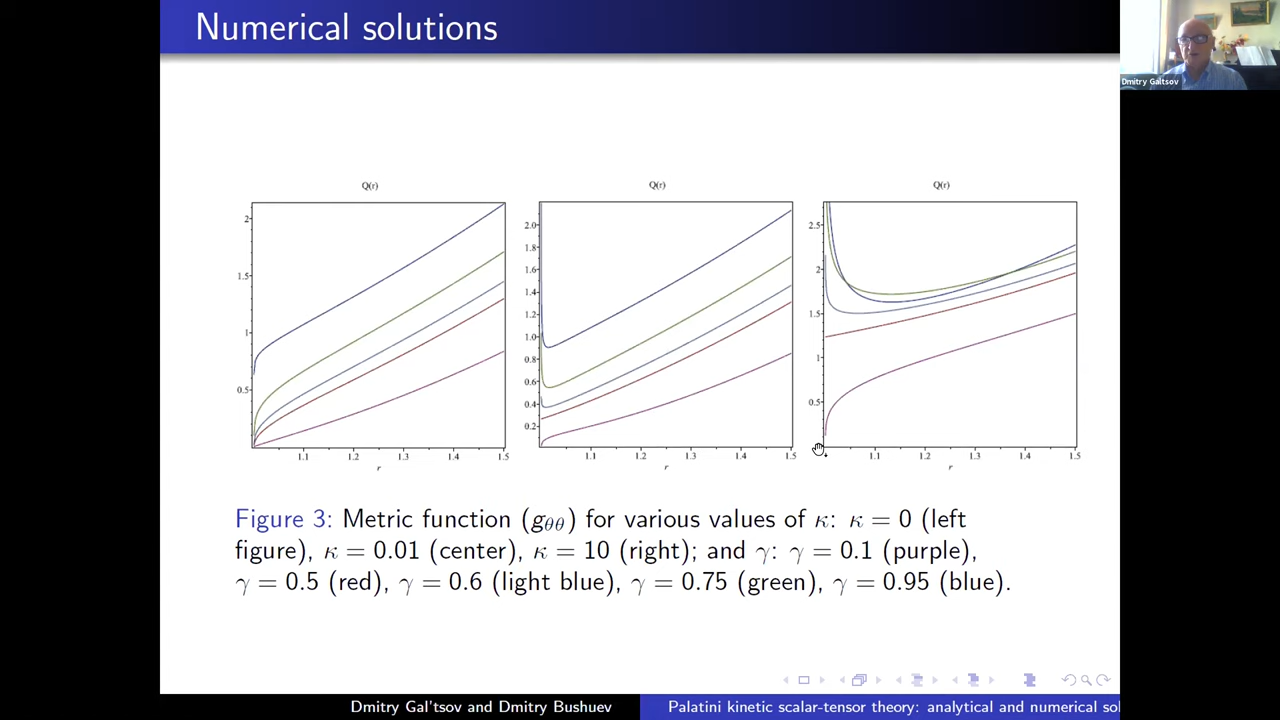 Numerical solutions
Dmitry Galtsov
Q(r)
2
1.5
1
0.5
1.1
1.2
1.3
1.4
1.5
r
Q(r)
2.0
1.8
1.6
1.4
1.2
1.0
0.8
0.6
0.4
0.2
1.1
1.2
1.3
1.4
1.5
r
Q(r)
2.5
2
1.5
1
0.5
1.1
1.2
1.3
1.4
1.5
r
Figure 3: Metric function (gθθ) for various values of κ: κ = 0 (left
figure), κ = 0.01 (center), κ = 10 (right); and γ: γ = 0.1 (purple),
γ = 0.5 (red), γ = 0.6 (light blue), γ = 0.75 (green), γ = 0.95 (blue).
Dmitry Gal'tsov and Dmitry Bushuev
Palatini kinetic scalar-tensor theory: analytical and numerical sol